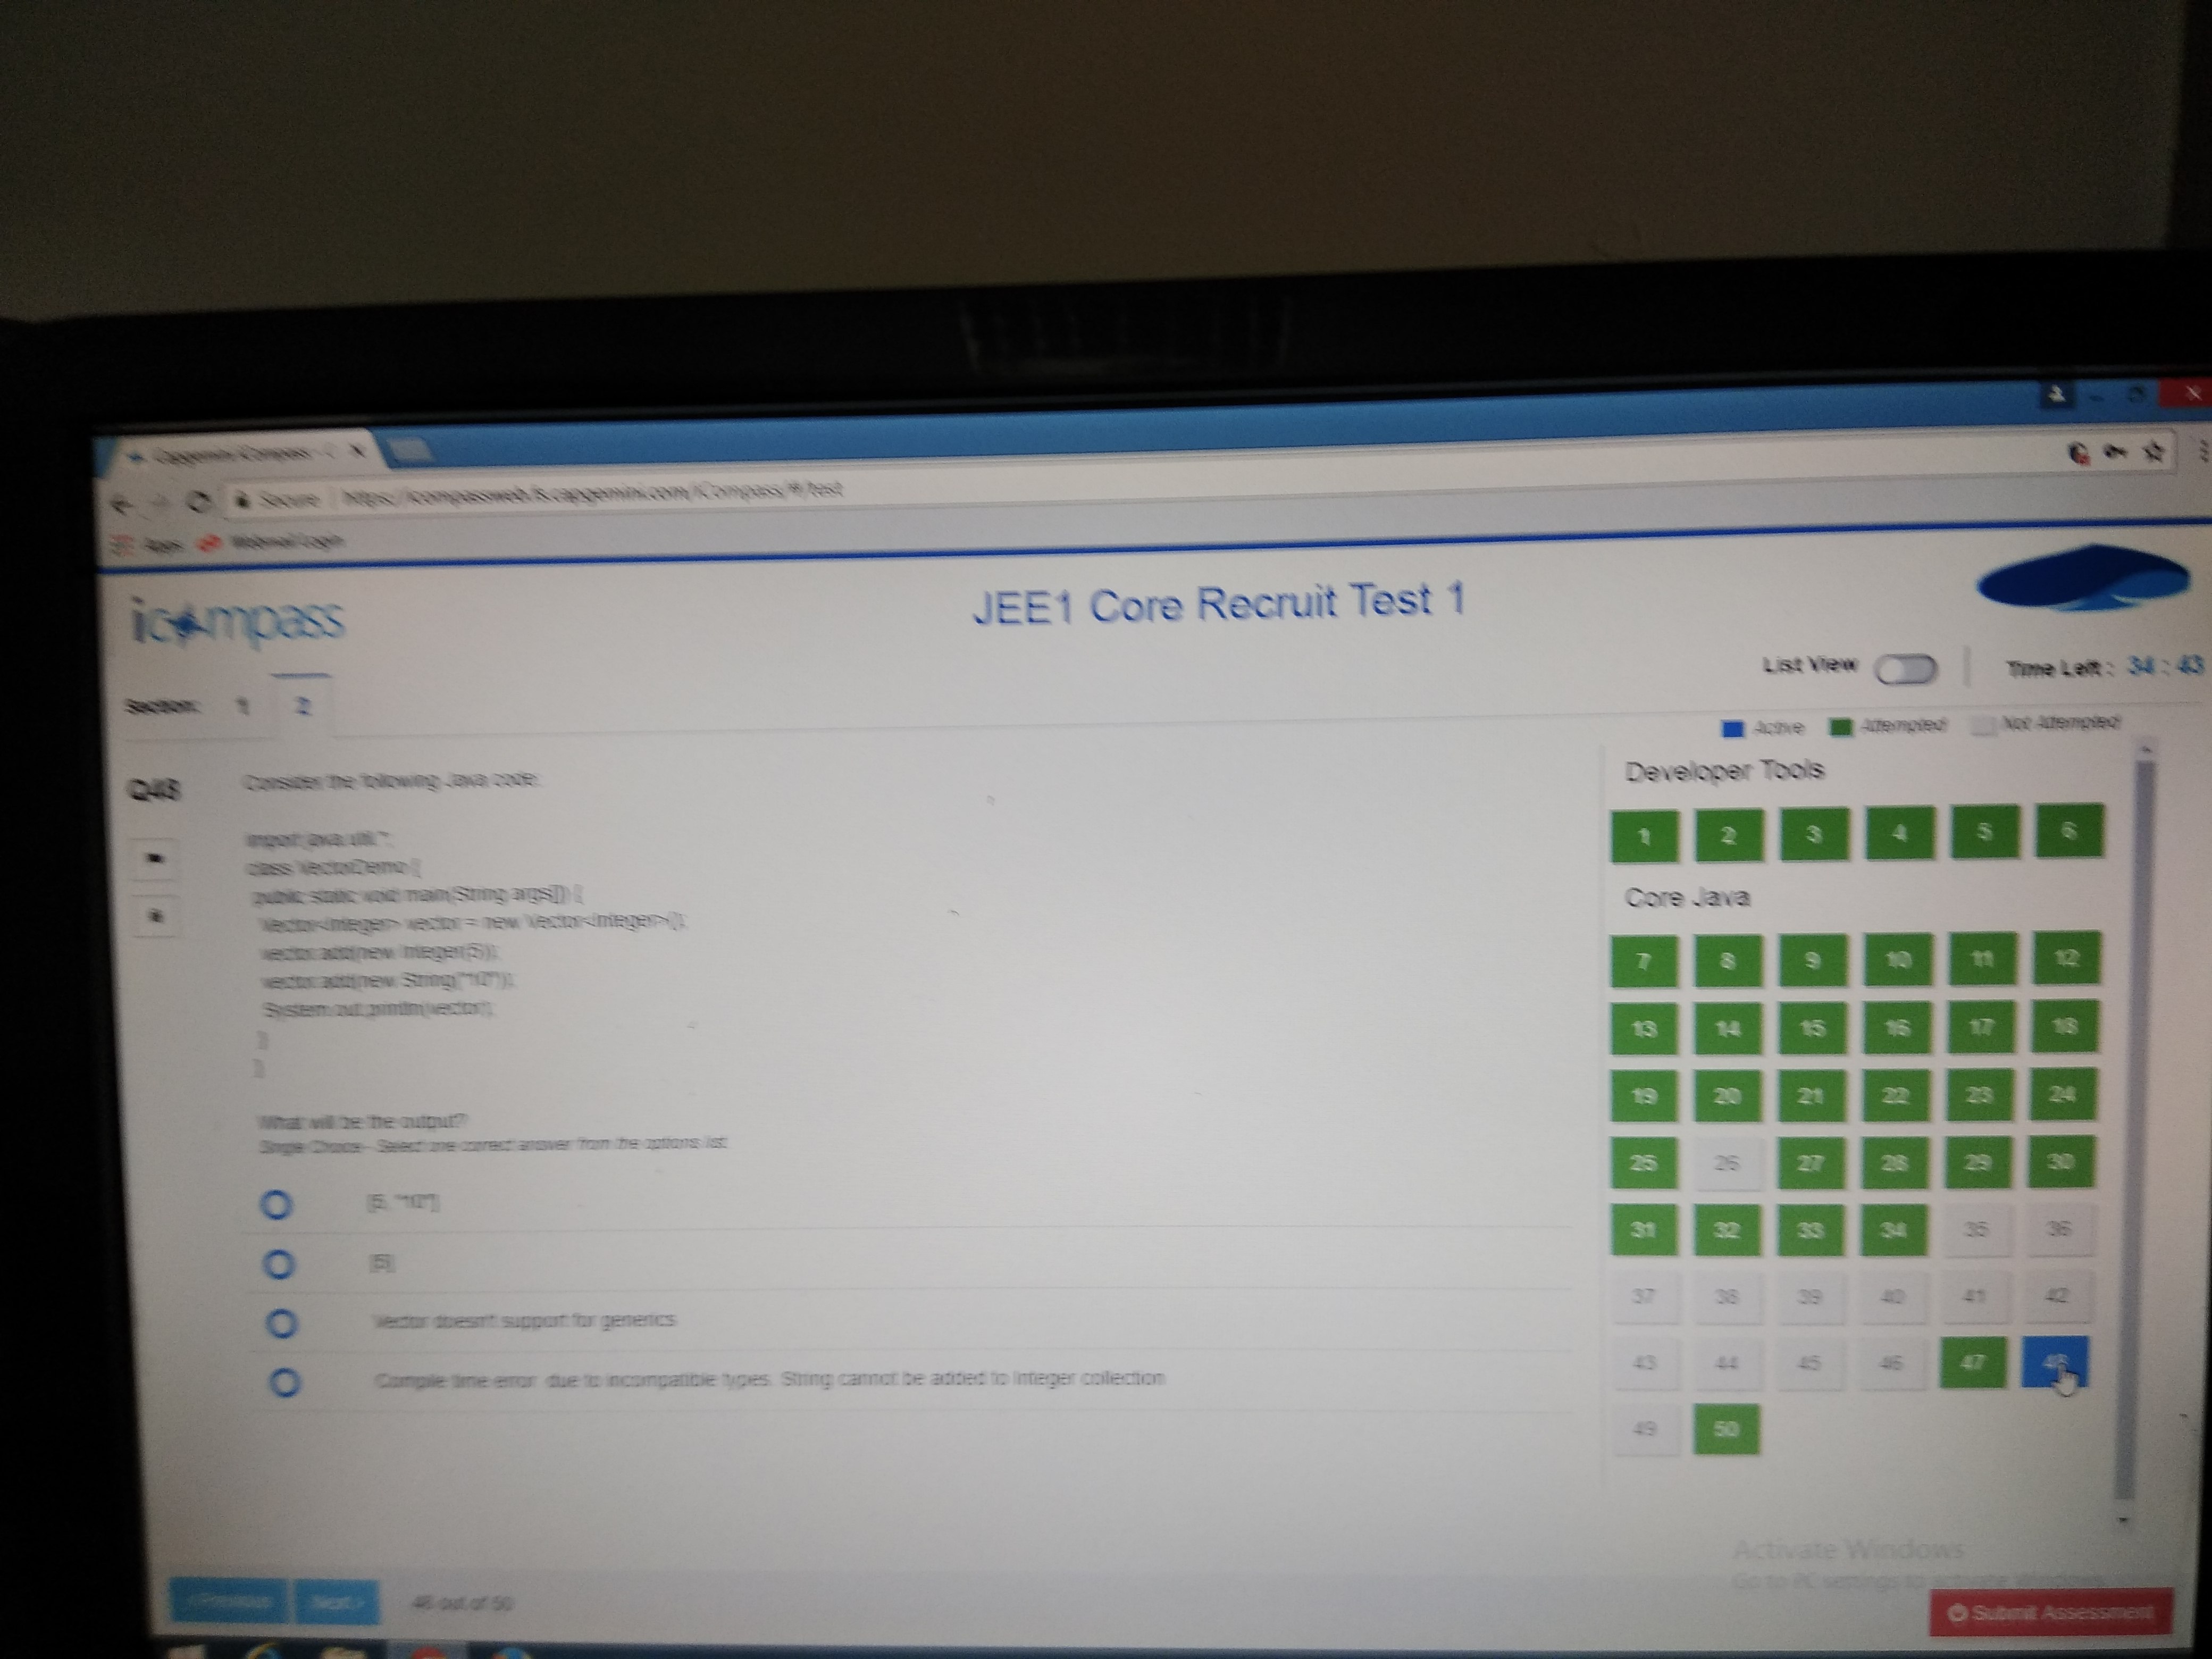 Capgemini iCompass
Secure https://icompassweb.fs.capgemini.com/iCompass/#/test
Apps Webmail Login
icompass
JEE1 Core Recruit Test 1
List View Time Left : 34 : 43
Section: 1 2
Active Attempted Not Attempted
Q48
Consider the following Java code:
import java.util.*;
class VectorDemo {
public static void main(String args[]) {
Vector<Integer> vector = new Vector<Integer>();
vector.add(new Integer(5));
vector.add(new String("10"));
System.out.println(vector);
}
}
What will be the output?
Single Choice - Select one correct answer from the options list.
[5, "10"]
[5]
Vector doesn't support for generics
Compile time error due to incompatible types. String cannot be added to Integer collection
Developer Tools
1 2 3 4 5 6
Core Java
7 8 9 10 11 12
13 14 15 16 17 18
19 20 21 22 23 24
25 26 27 28 29 30
31 32 33 34 35 36
37 38 39 40 41 42
43 44 45 46 47 48
49 50
Activate Windows
Go to PC settings to activate Windows.
<Previous Next > 48 out of 50
Submit Assessment